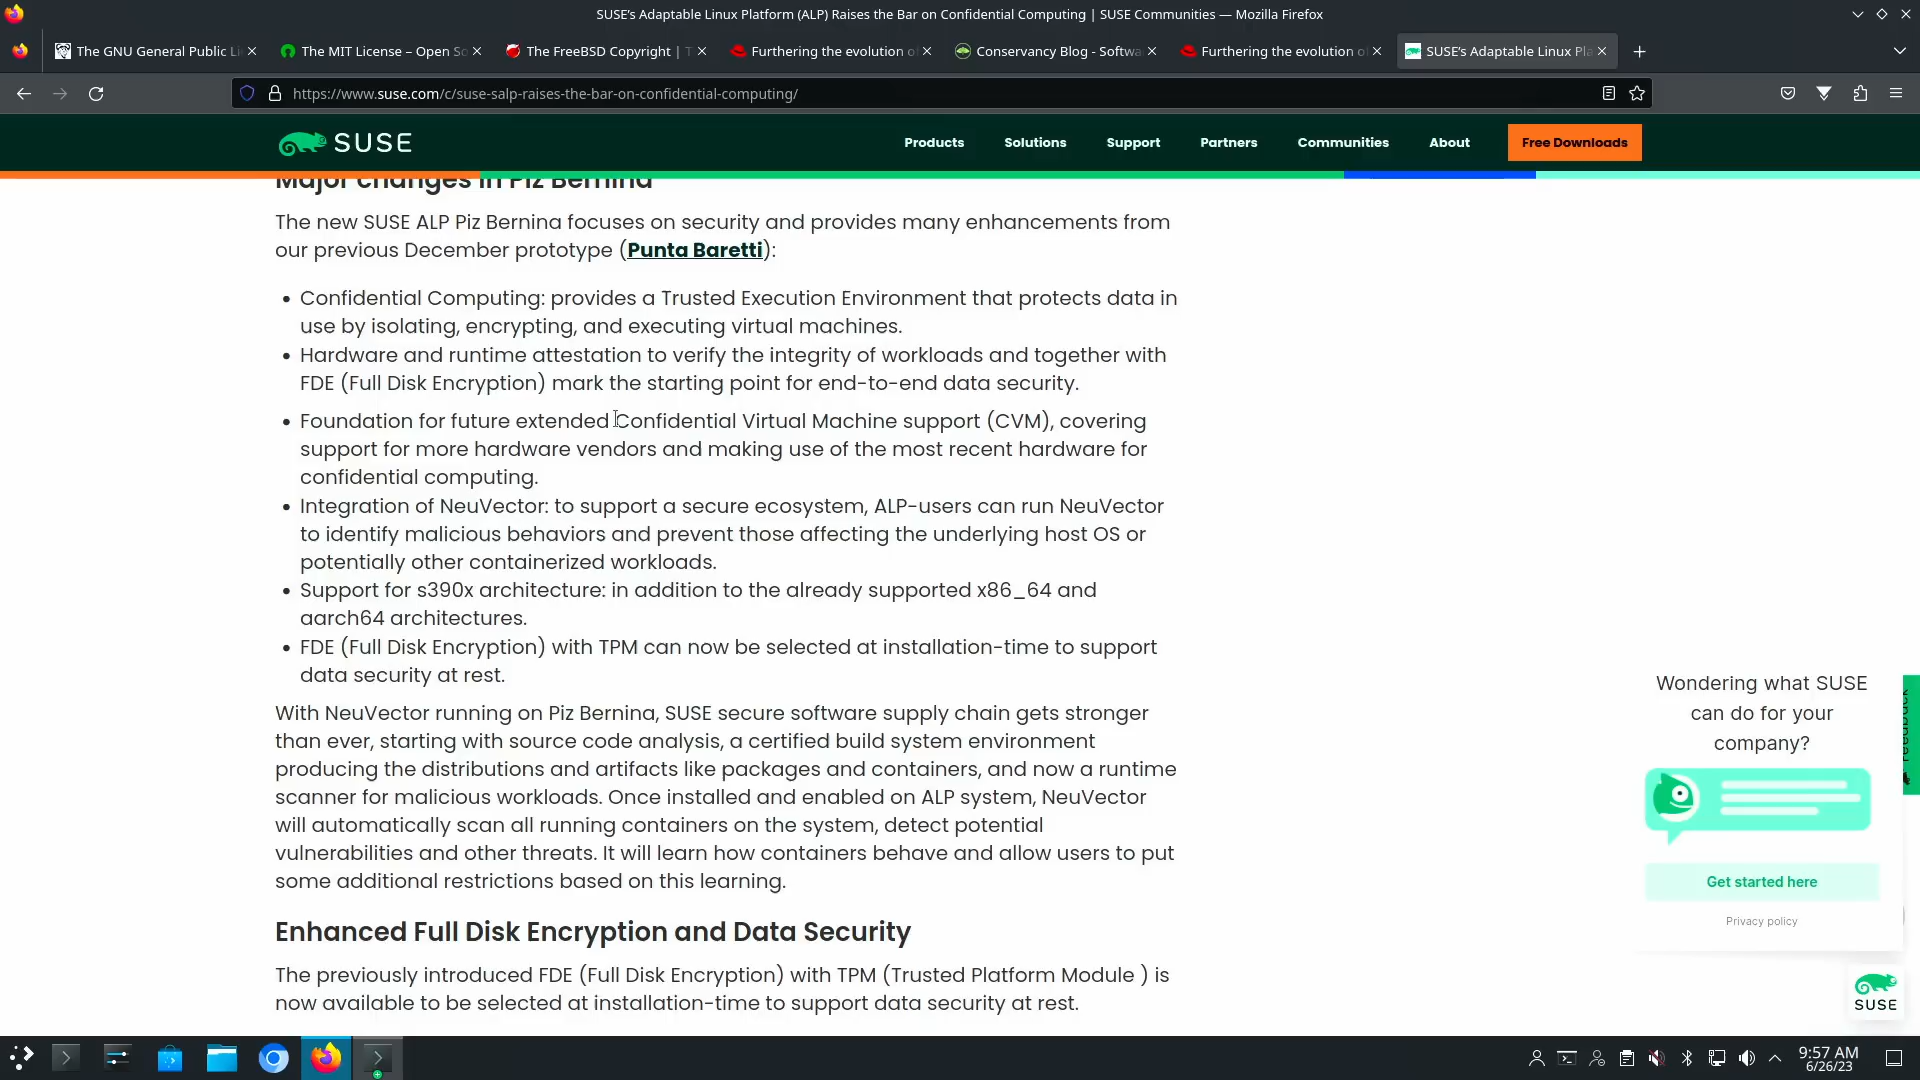 SUSE's Adaptable Linux Platform (ALP) Raises the Bar on Confidential Computing | SUSE Communities — Mozilla Firefox
The GNU General Public Li
The MIT License – Open So
The FreeBSD Copyright | T
Furthering the evolution o
Conservancy Blog - Softwa
Furthering the evolution o
SUSE's Adaptable Linux Pla
https://www.suse.com/c/suse-salp-raises-the-bar-on-confidential-computing/
SUSE
Products
Solutions
Support
Partners
Communities
About
Free Downloads
Major changes in Piz Bernina
The new SUSE ALP Piz Bernina focuses on security and provides many enhancements from
our previous December prototype (Punta Baretti):
• Confidential Computing: provides a Trusted Execution Environment that protects data in
use by isolating, encrypting, and executing virtual machines.
• Hardware and runtime attestation to verify the integrity of workloads and together with
FDE (Full Disk Encryption) mark the starting point for end-to-end data security.
• Foundation for future extended Confidential Virtual Machine support (CVM), covering
support for more hardware vendors and making use of the most recent hardware for
confidential computing.
• Integration of NeuVector: to support a secure ecosystem, ALP-users can run NeuVector
to identify malicious behaviors and prevent those affecting the underlying host OS or
potentially other containerized workloads.
• Support for s390x architecture: in addition to the already supported x86_64 and
aarch64 architectures.
• FDE (Full Disk Encryption) with TPM can now be selected at installation-time to support
data security at rest.
With NeuVector running on Piz Bernina, SUSE secure software supply chain gets stronger
than ever, starting with source code analysis, a certified build system environment
producing the distributions and artifacts like packages and containers, and now a runtime
scanner for malicious workloads. Once installed and enabled on ALP system, NeuVector
will automatically scan all running containers on the system, detect potential
vulnerabilities and other threats. It will learn how containers behave and allow users to put
some additional restrictions based on this learning.
Enhanced Full Disk Encryption and Data Security
The previously introduced FDE (Full Disk Encryption) with TPM (Trusted Platform Module ) is
now available to be selected at installation-time to support data security at rest.
Wondering what SUSE
can do for your
company?
Get started here
Privacy policy
Feedback
SUSE
9:57 AM
6/26/23